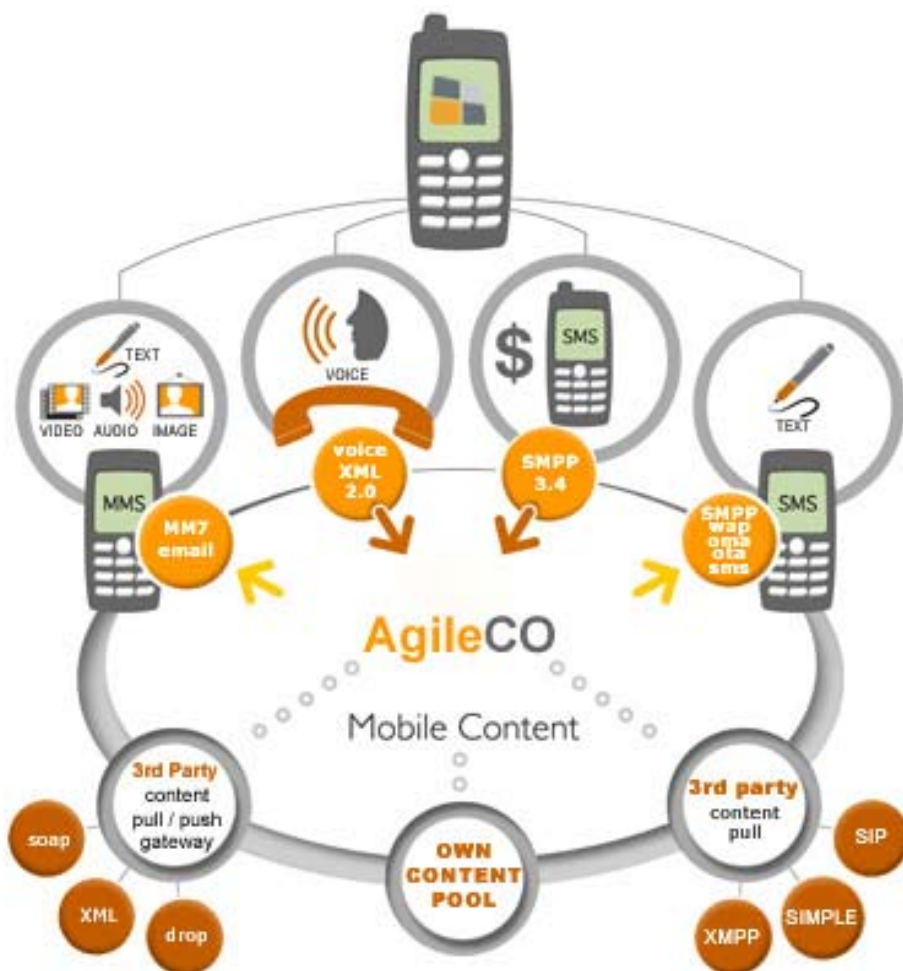 TEXT
VIDEO AUDIO IMAGE
VOICE
$ SMS
TEXT
MMS
MM7
email
voice
XML
2.0
SMPP
3.4
SMPP
wap
oma
ota
sms
SMS
AgileCO
Mobile Content
3rd Party
content
pull / push
gateway
soap
XML
drop
OWN
CONTENT
POOL
3rd party
content
pull
SIP
SIMPLE
XMPP